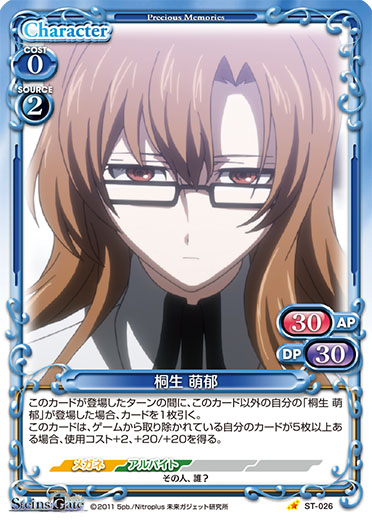 Precious Memories
Character
COST
0
SOURCE
2
30 AP
DP 30
桐生 萌郁
このカードが登場したターンの間に、このカード以外の自分の「桐生 萌
郁」が登場した場合、カードを1枚引く。
このカードは、ゲームから取り除かれている自分のカードが5枚以上あ
る場合、使用コスト+2、+20/+20を得る。
メガネ アルバイト
その人、誰?
Steins;Gate
©2011 5pb./Nitroplus 未来ガジェット研究所
ST-026